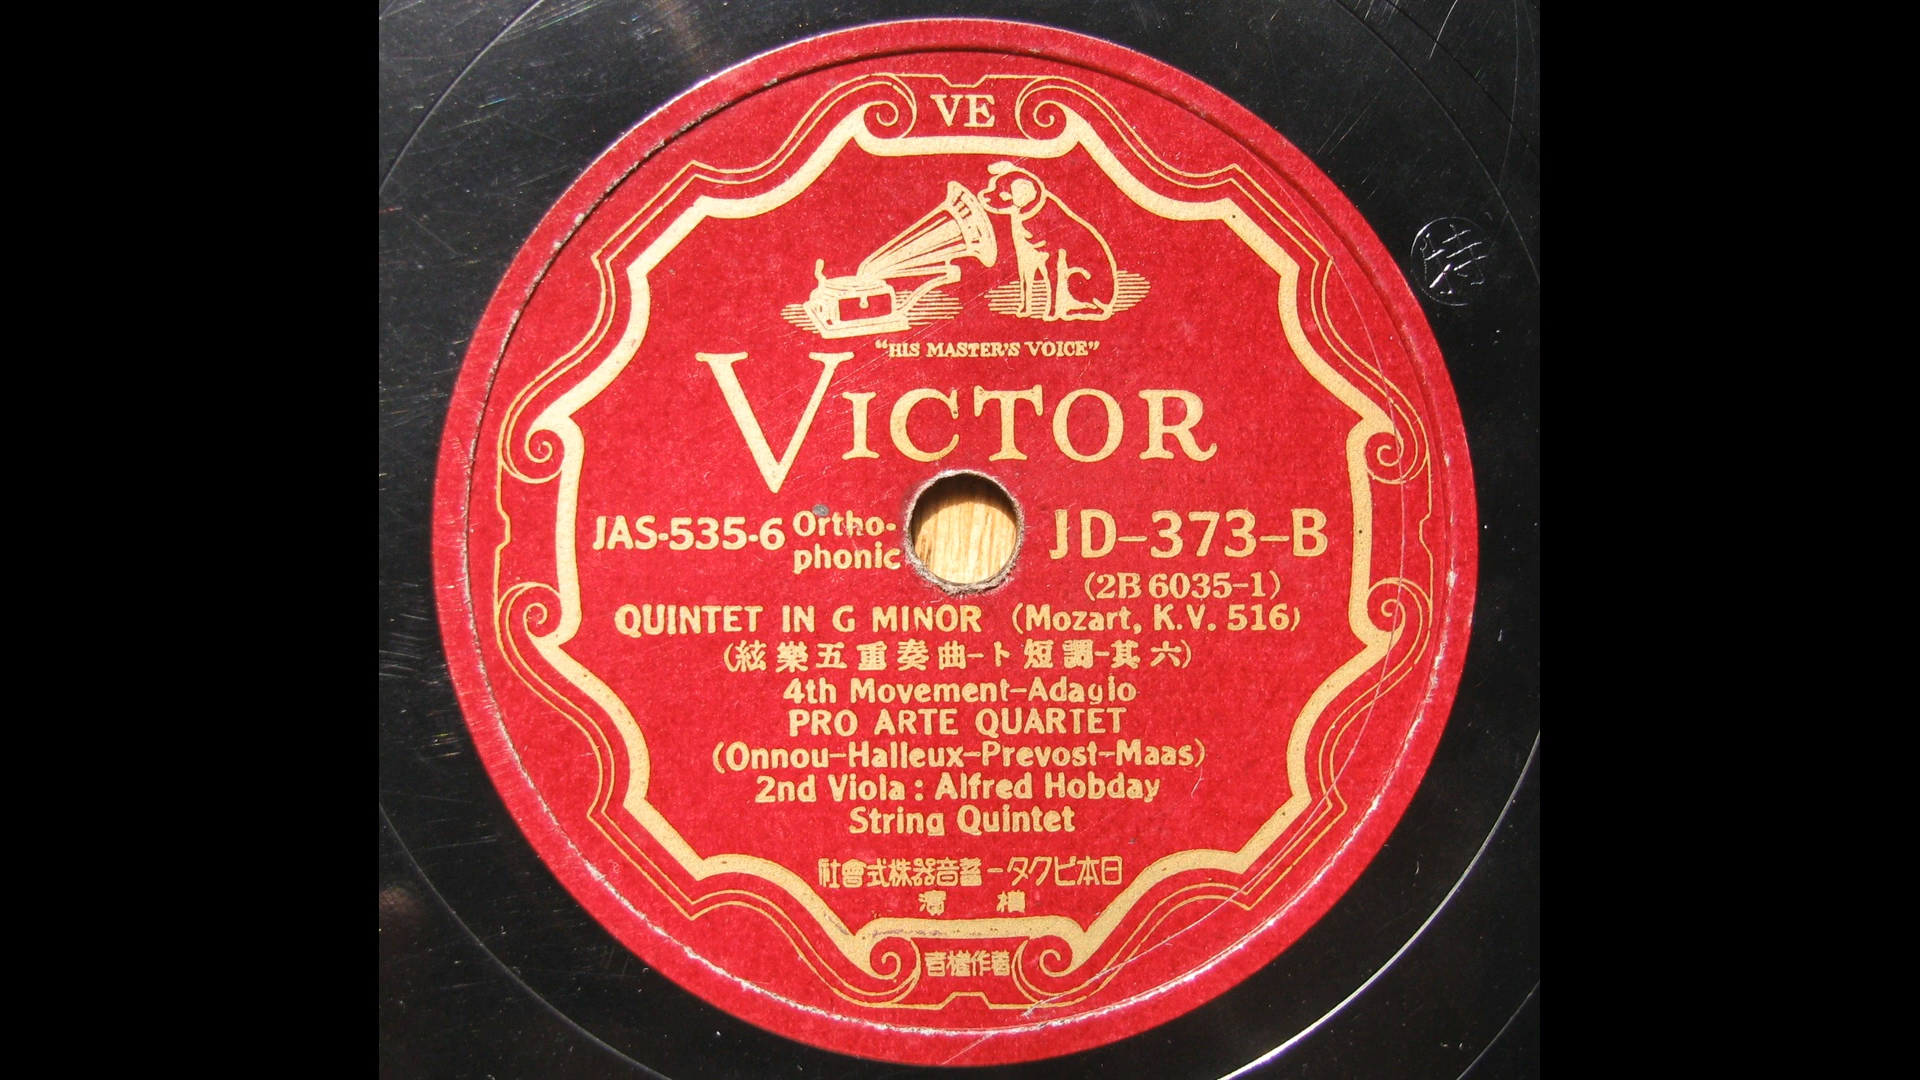 VE
"HIS MASTER'S VOICE"
VICTOR
JAS-535-6 Ortho-phonic JD-373-B
(2B 6035-1)
QUINTET IN G MINOR (Mozart, K.V. 516)
(絃樂五重奏曲-ト短調-其六)
4th Movement-Adagio
PRO ARTE QUARTET
(Onnou-Halleux-Prevost-Maas)
2nd Viola : Alfred Hobday
String Quintet
社會式株器音蓄ータクビ本日
濱 横
有權作著